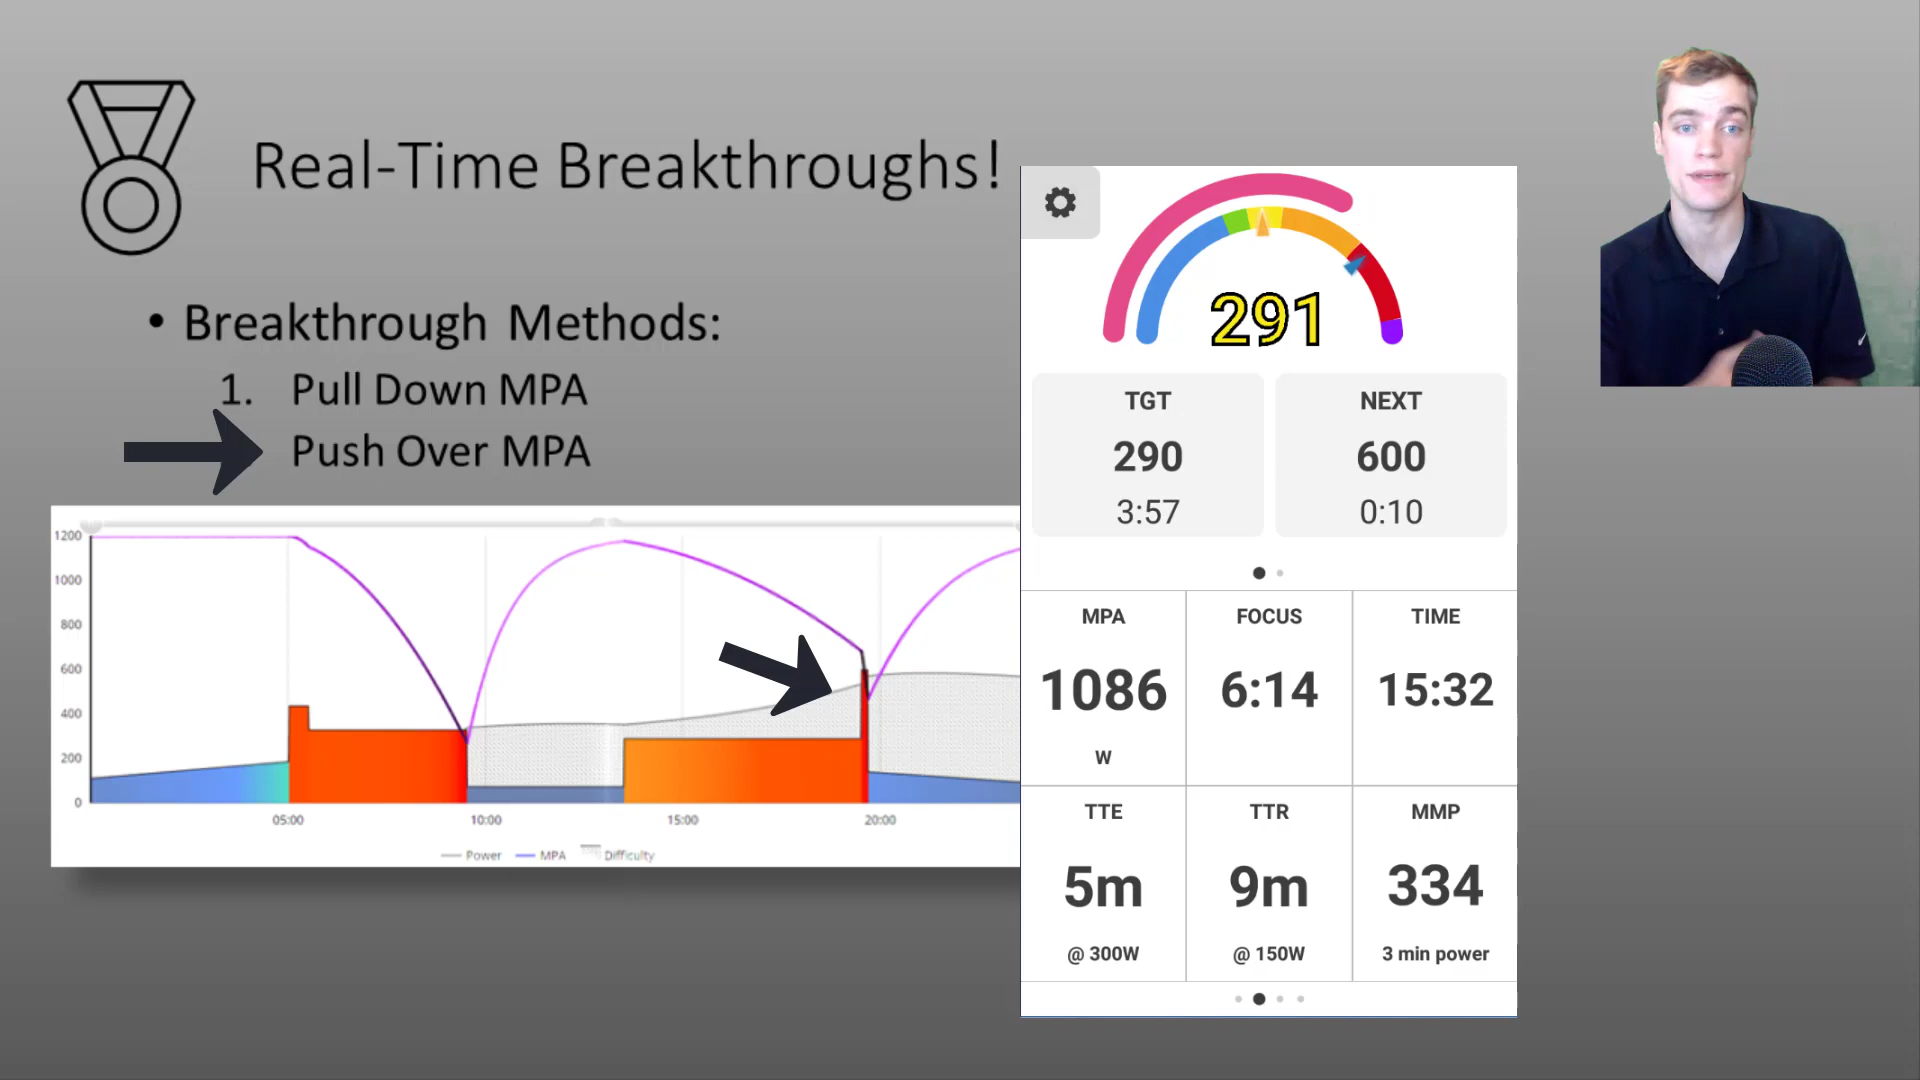 Real-Time Breakthroughs!
• Breakthrough Methods:
1. Pull Down MPA
Push Over MPA
1200
1000
800
600
400
200
0
05:00
10:00
15:00
20:00
Power
MPA
Difficulty
291
TGT
290
3:57
NEXT
600
0:10
MPA
1086
W
FOCUS
6:14
TIME
15:32
TTE
5m
@ 300W
TTR
9m
@ 150W
MMP
334
3 min power